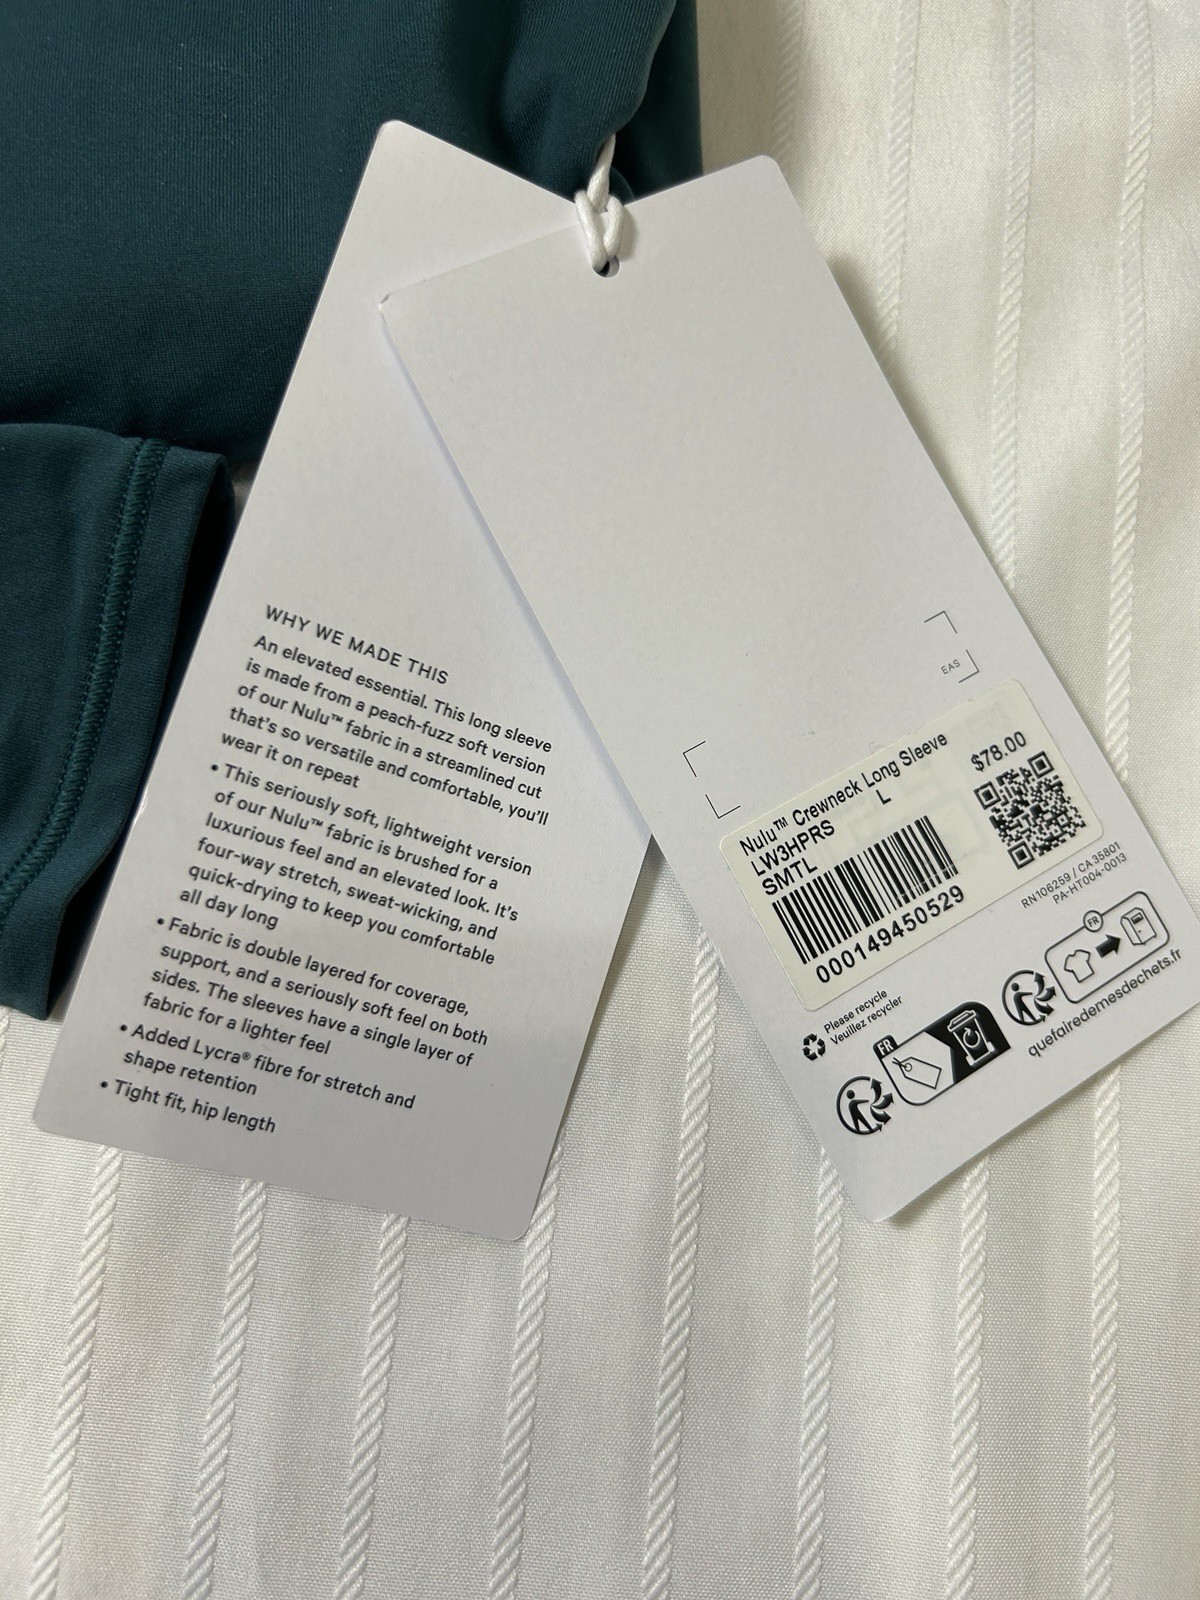 WHY WE MADE THIS
An elevated essential. This long sleeve
is made from a peach-fuzz soft version
of our Nulu™ fabric in a streamlined cut
that's so versatile and comfortable, you'll
wear it on repeat
• This seriously soft, lightweight version
of our Nulu™ fabric is brushed for a
luxurious feel and an elevated look. It's
four-way stretch, sweat-wicking, and
quick-drying to keep you comfortable
all day long
• Fabric is double layered for coverage,
support, and a seriously soft feel on both
sides. The sleeves have a single layer of
fabric for a lighter feel
• Added Lycra® fibre for stretch and
shape retention
• Tight fit, hip length
EAS
$78.00
Nulu™ Crewneck Long Sleeve
LW3HPRS L
SMTL
000149450529
RN106259 / CA35801
PA-HT004-0013
Please recycle
Veuillez recycler
FR
FR
quefairedemesdechets.fr